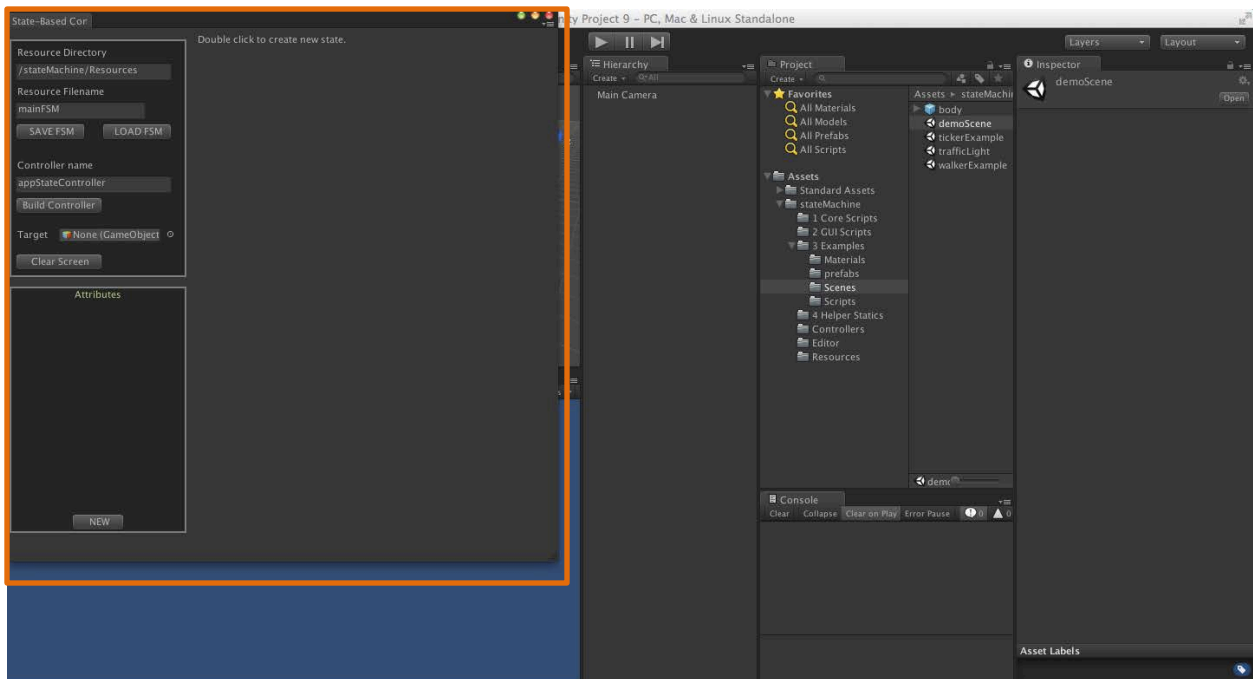 State-Based Con
Double click to create new state.
Resource Directory
/stateMachine/Resources
Resource Filename
mainFSM
SAVE FSM LOAD FSM
Controller name
appStateController
Build Controller
Target None (GameObject
Clear Screen
Attributes
NEW
Project 9 - PC, Mac & Linux Standalone
Layers Layout
Hierarchy
Create All
Main Camera
Project
Create
Favorites
All Materials
All Models
All Prefabs
All Scripts
Assets
Standard Assets
stateMachine
1 Core Scripts
2 GUI Scripts
3 Examples
Materials
prefabs
Scenes
Scripts
4 Helper Statics
Controllers
Editor
Resources
Assets ▸ stateMachin
body
demoScene
tickerExample
trafficLight
walkerExample
demo
Console
Clear Collapse Clear on Play Error Pause 0 0
Inspector
demoScene
Open
Asset Labels